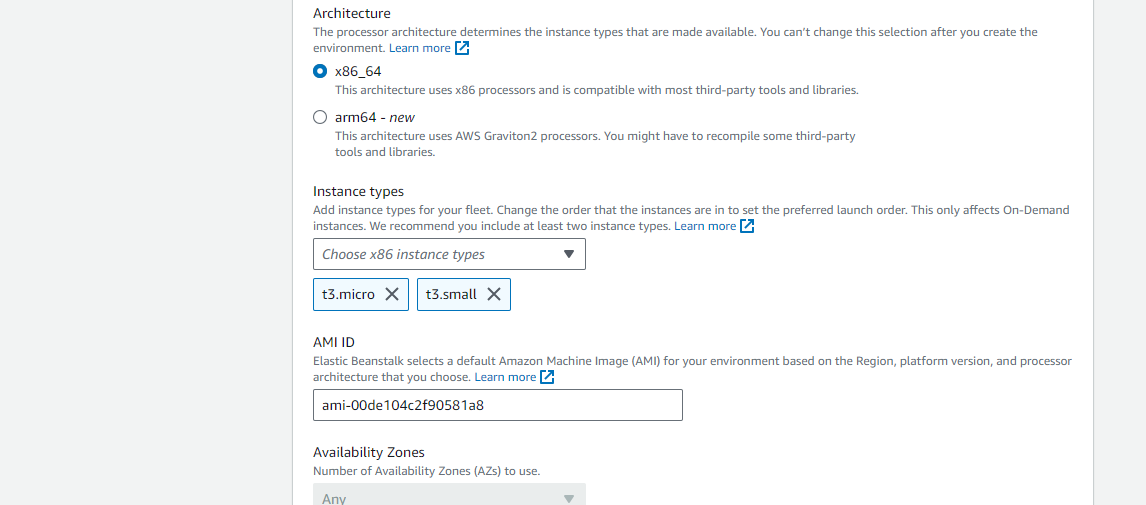 Architecture
The processor architecture determines the instance types that are made available. You can't change this selection after you create the
environment. Learn more
x86_64
This architecture uses x86 processors and is compatible with most third-party tools and libraries.
arm64 - new
This architecture uses AWS Graviton2 processors. You might have to recompile some third-party
tools and libraries.
Instance types
Add instance types for your fleet. Change the order that the instances are in to set the preferred launch order. This only affects On-Demand
instances. We recommend you include at least two instance types. Learn more
Choose x86 instance types
t3.micro t3.small
AMI ID
Elastic Beanstalk selects a default Amazon Machine Image (AMI) for your environment based on the Region, platform version, and processor
architecture that you choose. Learn more
ami-00de104c2f90581a8
Availability Zones
Number of Availability Zones (AZs) to use.
Any